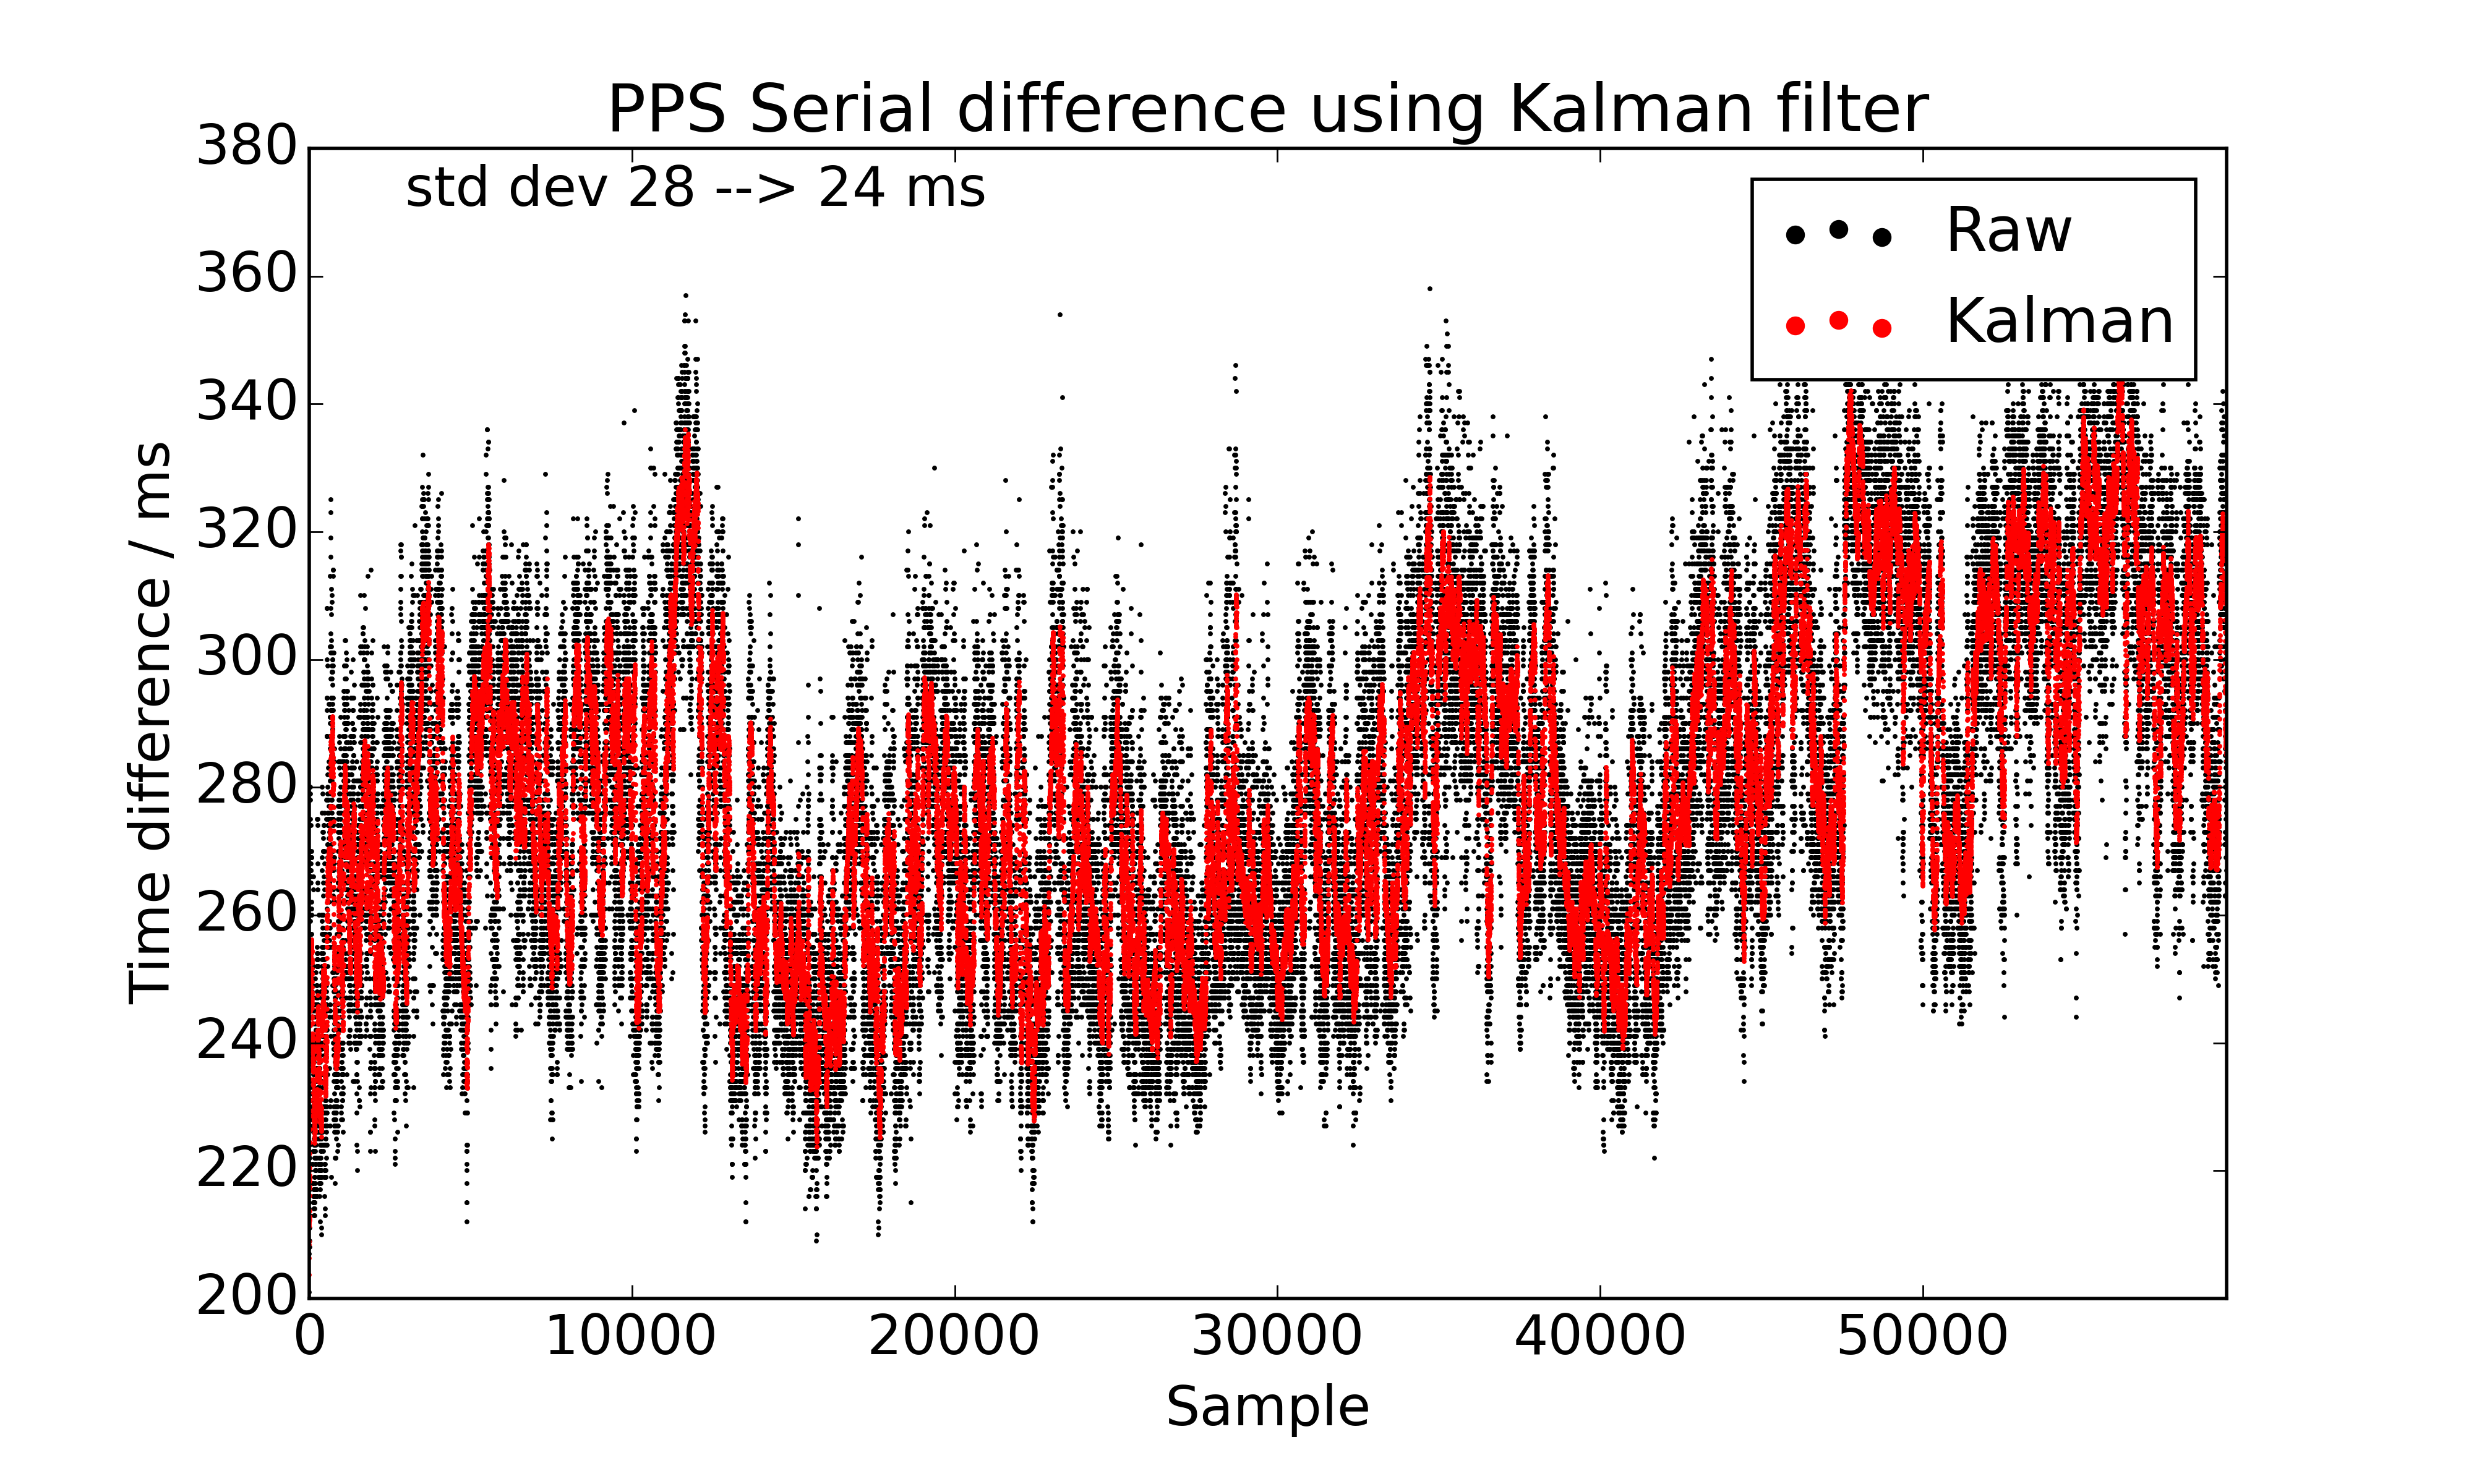 PPS Serial difference using Kalman filter
std dev 28 --> 24 ms
Raw
Kalman
Time difference / ms
380
360
340
320
300
280
260
240
220
200
0 10000 20000 30000 40000 50000
Sample